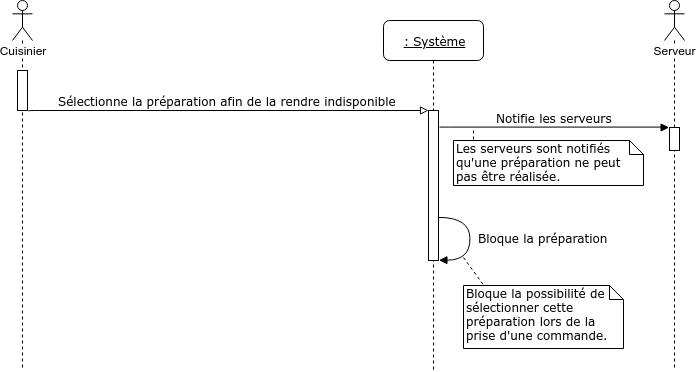 Cuisinier
: Système
Serveur
Sélectionne la préparation afin de la rendre indisponible
Notifie les serveurs
Les serveurs sont notifiés
qu'une préparation ne peut
pas être réalisée.
Bloque la préparation
Bloque la possibilité de
sélectionner cette
préparation lors de la
prise d'une commande.